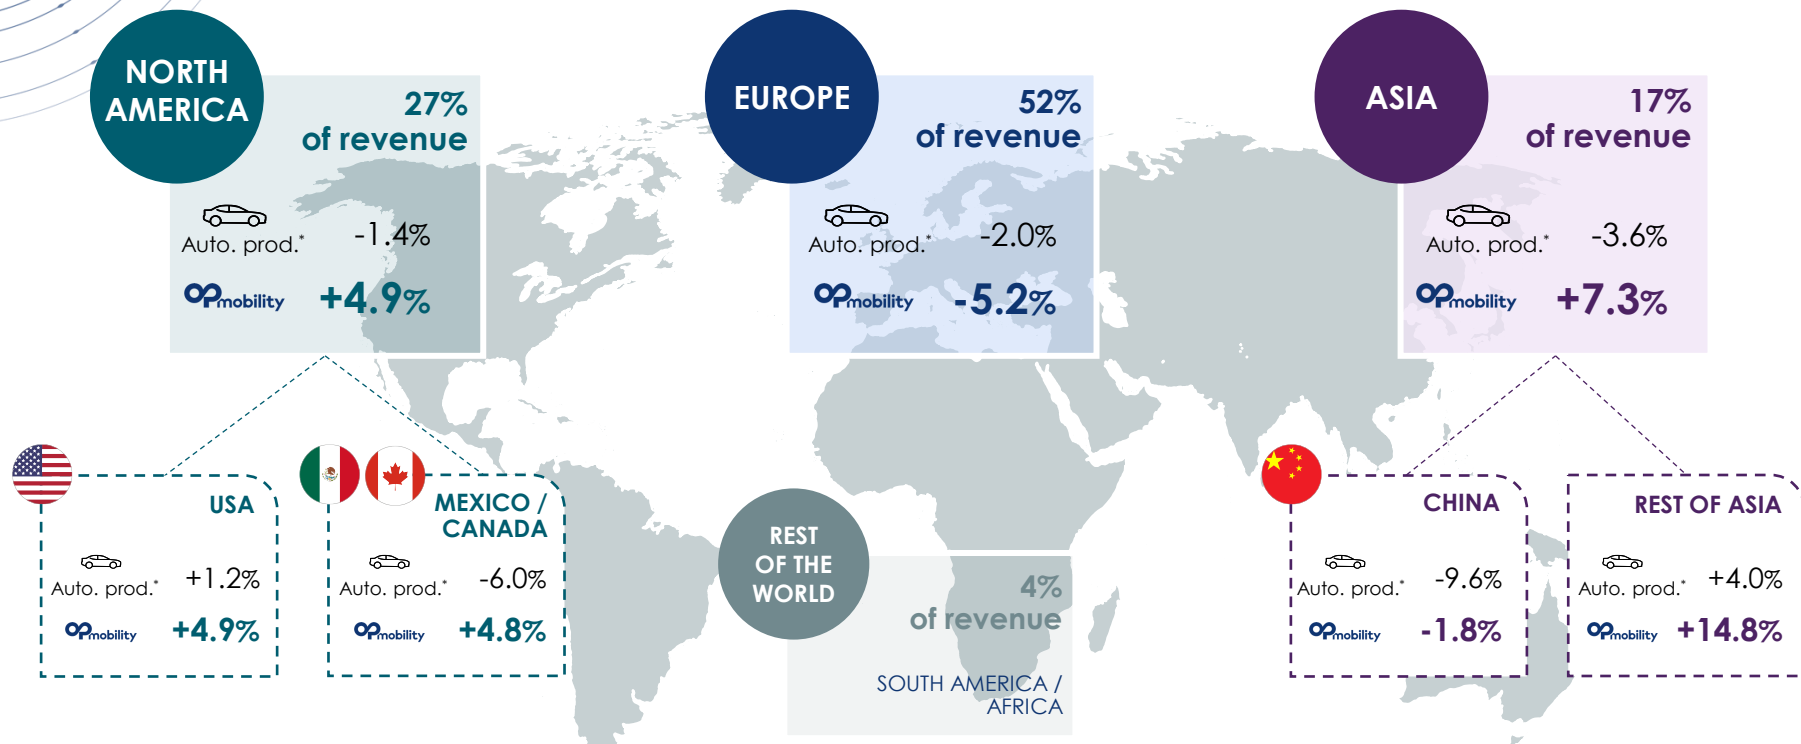 NORTH
AMERICA
27%
of revenue
Auto. prod.* -1.4%
OPmobility +4.9%
EUROPE
52%
of revenue
Auto. prod.* -2.0%
OPmobility -5.2%
ASIA
17%
of revenue
Auto. prod.* -3.6%
OPmobility +7.3%
USA
Auto. prod.* +1.2%
OPmobility +4.9%
MEXICO /
CANADA
Auto. prod.* -6.0%
OPmobility +4.8%
REST
OF THE
WORLD
4%
of revenue
SOUTH AMERICA /
AFRICA
CHINA
Auto. prod.* -9.6%
OPmobility -1.8%
REST OF ASIA
Auto. prod.* +4.0%
OPmobility +14.8%